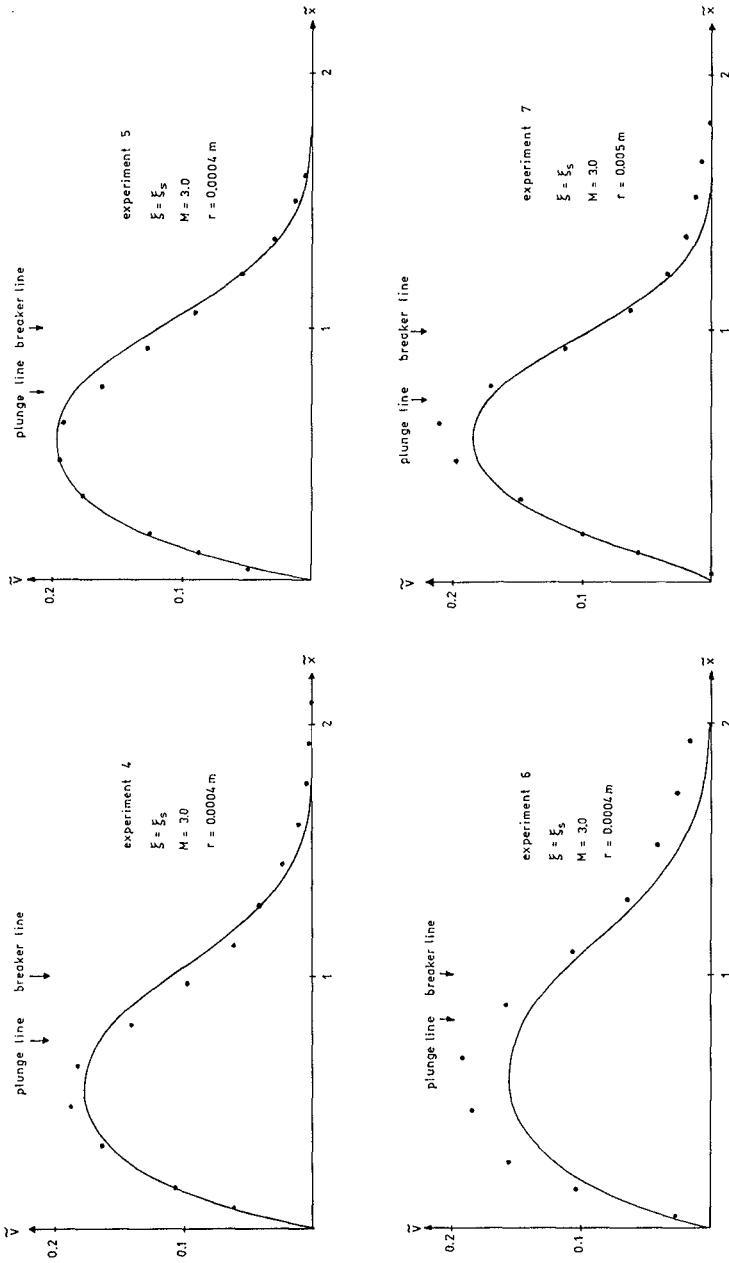 plunge line breaker line
ṽ
0.2
0.1
experiment 4
ξ = ξs
M = 3.0
r = 0.0004 m
1
2
x̃
plunge line breaker line
ṽ
0.2
0.1
experiment 5
ξ = ξs
M = 3.0
r = 0.0004 m
1
2
x̃
plunge line breaker line
ṽ
0.2
0.1
experiment 6
ξ = ξs
M = 3.0
r = 0.0004 m
1
2
x̃
plunge line breaker line
ṽ
0.2
0.1
experiment 7
ξ = ξs
M = 3.0
r = 0.005 m
1
2
x̃